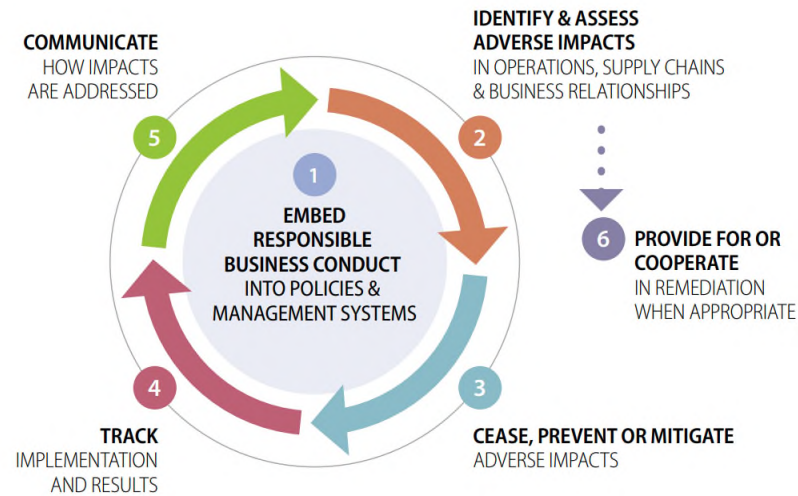 1
EMBED
RESPONSIBLE
BUSINESS CONDUCT
INTO POLICIES &
MANAGEMENT SYSTEMS
2
IDENTIFY & ASSESS
ADVERSE IMPACTS
IN OPERATIONS, SUPPLY CHAINS
& BUSINESS RELATIONSHIPS
3
CEASE, PREVENT OR MITIGATE
ADVERSE IMPACTS
4
TRACK
IMPLEMENTATION
AND RESULTS
5
COMMUNICATE
HOW IMPACTS
ARE ADDRESSED
6
PROVIDE FOR OR
COOPERATE
IN REMEDIATION
WHEN APPROPRIATE